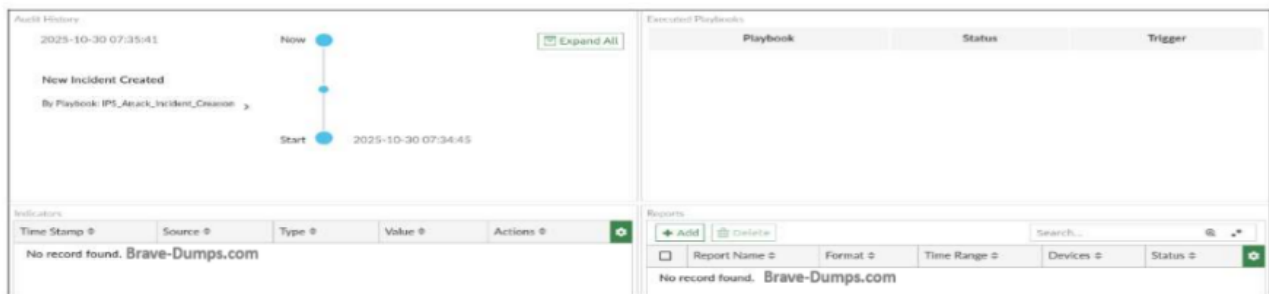 Audit History
2025-10-30 07:35:41
Now
Expand All
New Incident Created
By Playbook: IPS_Attack_Incident_Creation >
Start
2025-10-30 07:34:45
Executed Playbooks
Playbook Status Trigger
Indicators
Time Stamp Source Type Value Actions
No record found. Brave-Dumps.com
Reports
+ Add Delete Search...
Report Name Format Time Range Devices Status
No record found. Brave-Dumps.com